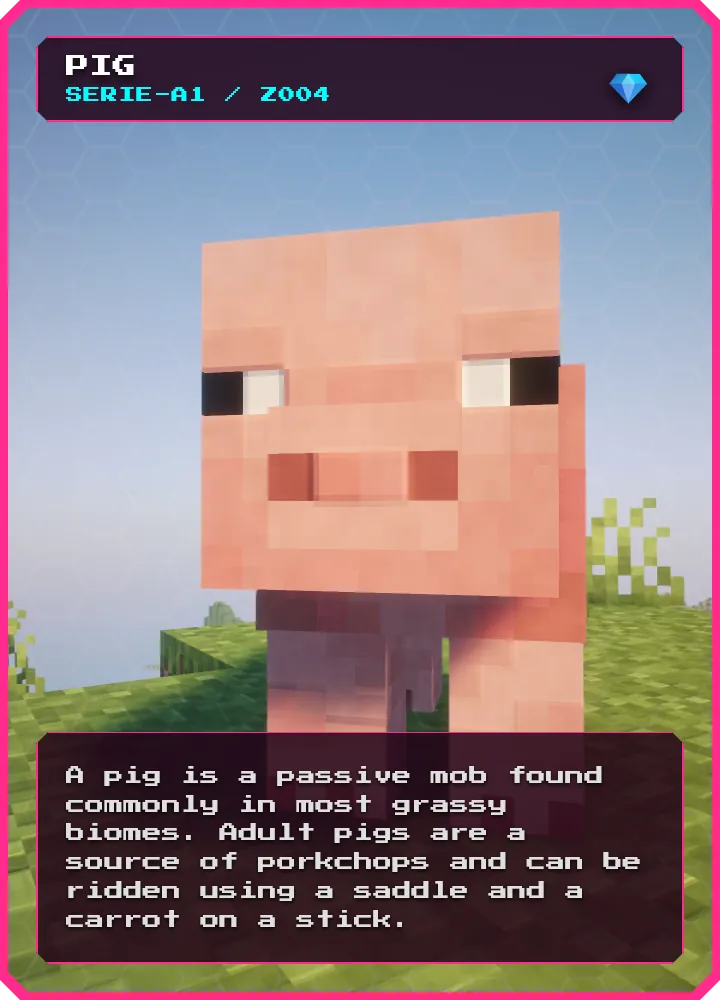 PIG
SERIE-A1 / Z004
A pig is a passive mob found
commonly in most grassy
biomes. Adult pigs are a
source of porkchops and can be
ridden using a saddle and a
carrot on a stick.